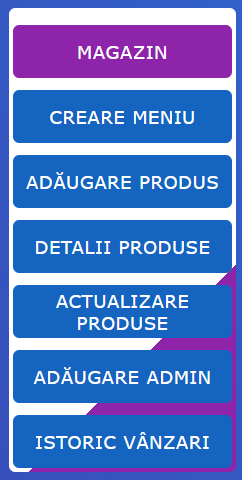 MAGAZIN
CREARE MENIU
ADĂUGARE PRODUS
DETALII PRODUSE
ACTUALIZARE
PRODUSE
ADĂUGARE ADMIN
ISTORIC VÂNZARI